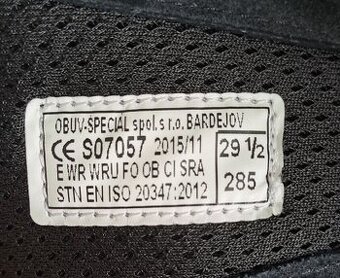 OBUV-SPECIAL spol. s r.o. BARDEJOV
CE S07057 2015/11
E WR WRU FO OB CI SRA
STN EN ISO 20347:2012
29 1/2
285